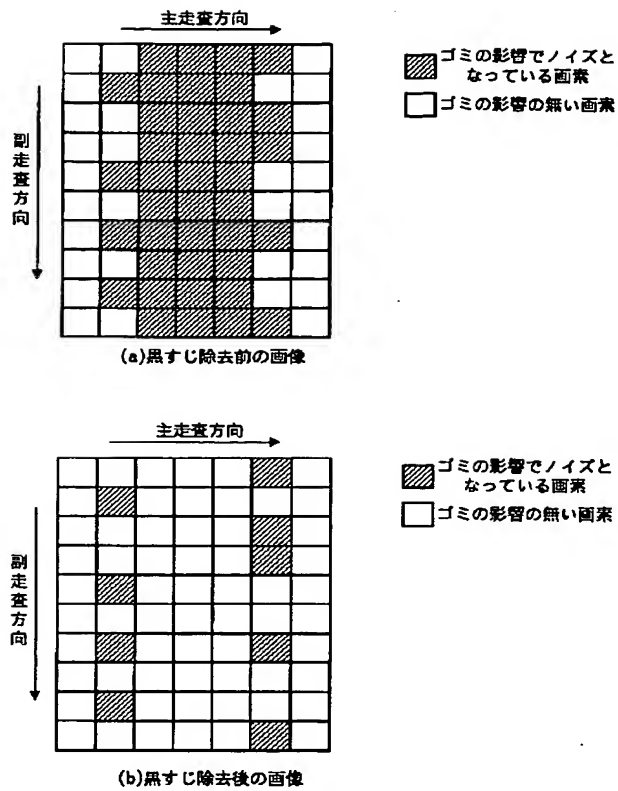 主走査方向
副走査方向
ゴミの影響でノイズと
なっている画素
ゴミの影響の無い画素
(a)黒すじ除去前の画像
主走査方向
副走査方向
ゴミの影響でノイズと
なっている画素
ゴミの影響の無い画素
(b)黒すじ除去後の画像